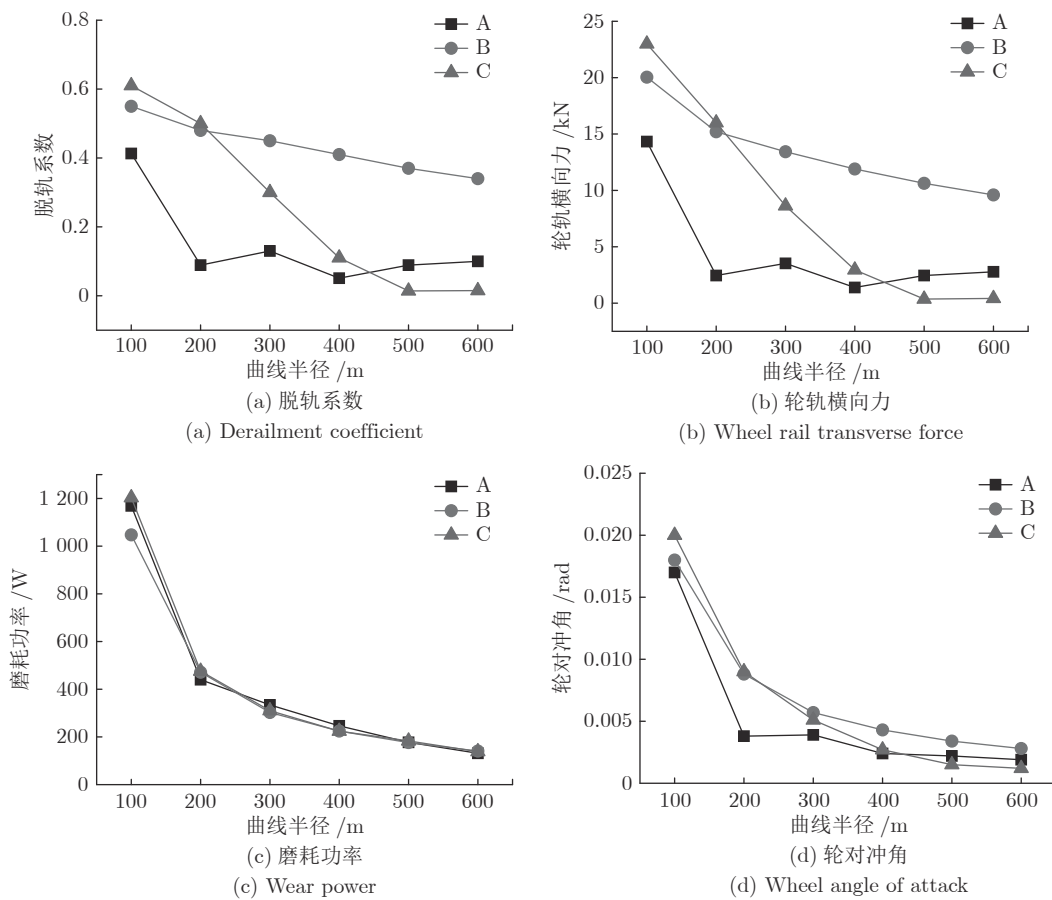 0.8
0.6
0.4
0.2
0
脱轨系数
A
B
C
100 200 300 400 500 600
曲线半径 /m
(a) 脱轨系数
(a) Derailment coefficient
25
20
15
10
5
0
轮轨横向力 /kN
A
B
C
100 200 300 400 500 600
曲线半径 /m
(b) 轮轨横向力
(b) Wheel rail transverse force
1 200
1 000
800
600
400
200
0
磨耗功率 /W
A
B
C
100 200 300 400 500 600
曲线半径 /m
(c) 磨耗功率
(c) Wear power
0.025
0.020
0.015
0.010
0.005
0
轮对冲角 /rad
A
B
C
100 200 300 400 500 600
曲线半径 /m
(d) 轮对冲角
(d) Wheel angle of attack